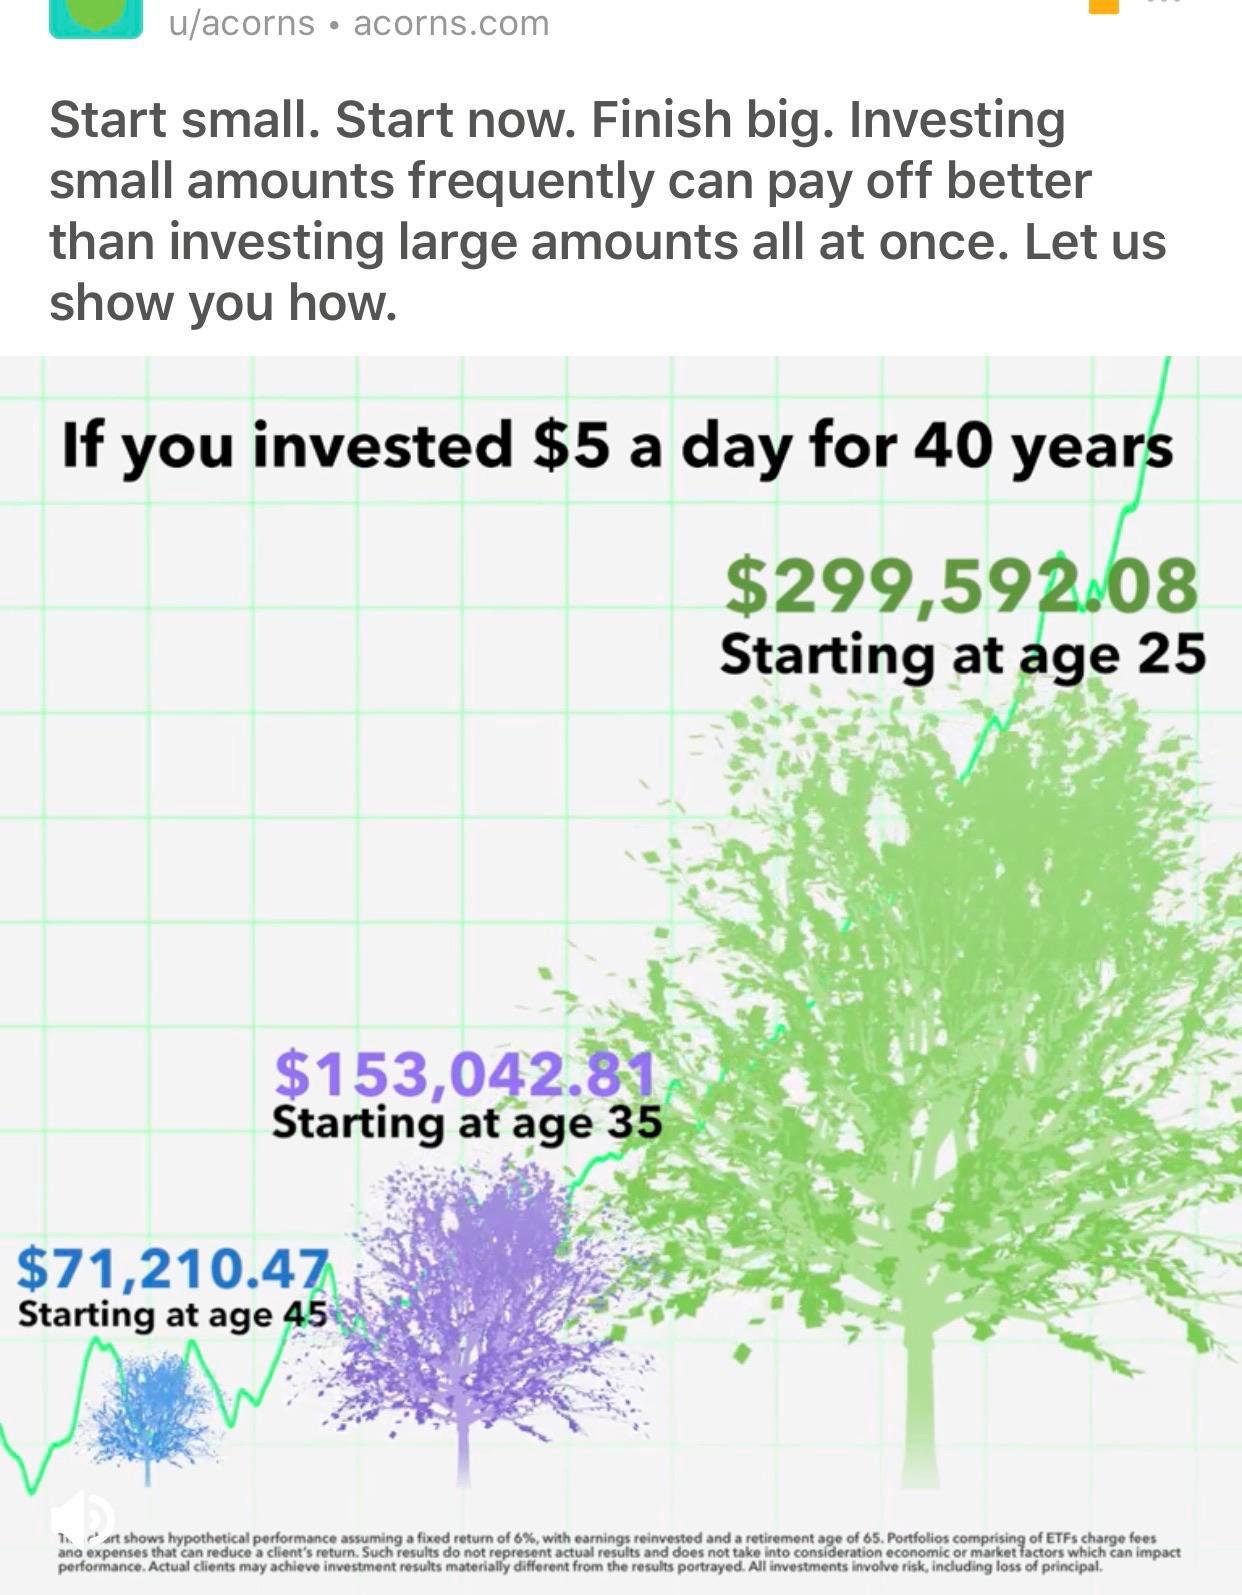 u/acorns • acorns.com
Start small. Start now. Finish big. Investing
small amounts frequently can pay off better
than investing large amounts all at once. Let us
show you how.
If you invested $5 a day for 40 years
$299,592.08
Starting at age 25
$153,042.81
Starting at age 35
$71,210.47
Starting at age 45
shows hypothetical performance assuming a fixed return of 6%, with earnings reinvested and a retirement age of 65. Portfolios comprising of ETFs charge fees
and expenses that can reduce a client's return. Such results do not represent actual results and does not take into consideration economic or market factors which can impact
performance. Actual clients may achieve investment results materially different from the results portrayed. All investments involve risk, including loss of principal.